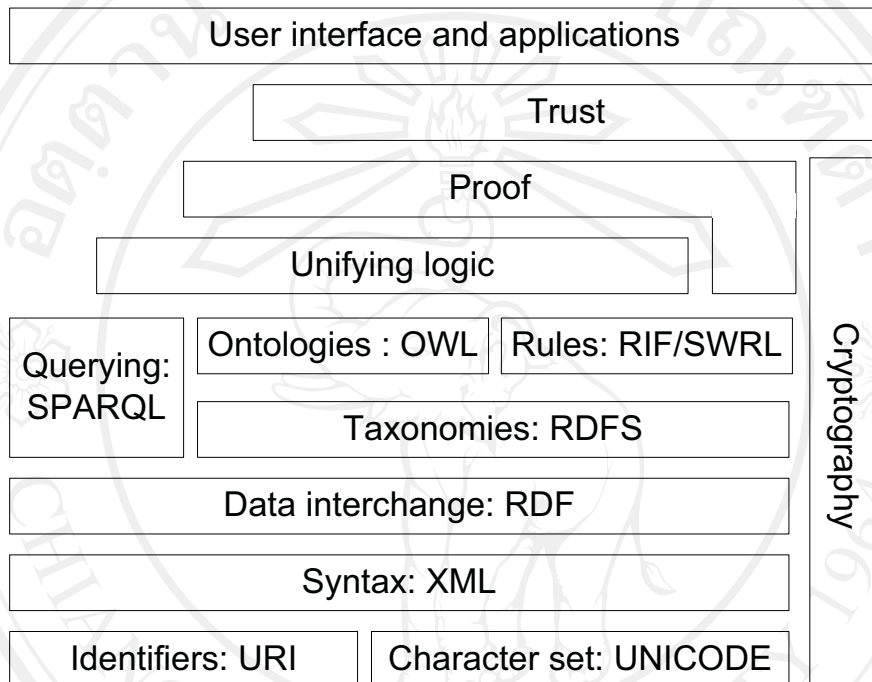 User interface and applications
Trust
Proof
Unifying logic
Querying:
SPARQL
Ontologies : OWL
Rules: RIF/SWRL
Taxonomies: RDFS
Data interchange: RDF
Syntax: XML
Identifiers: URI
Character set: UNICODE
Cryptography